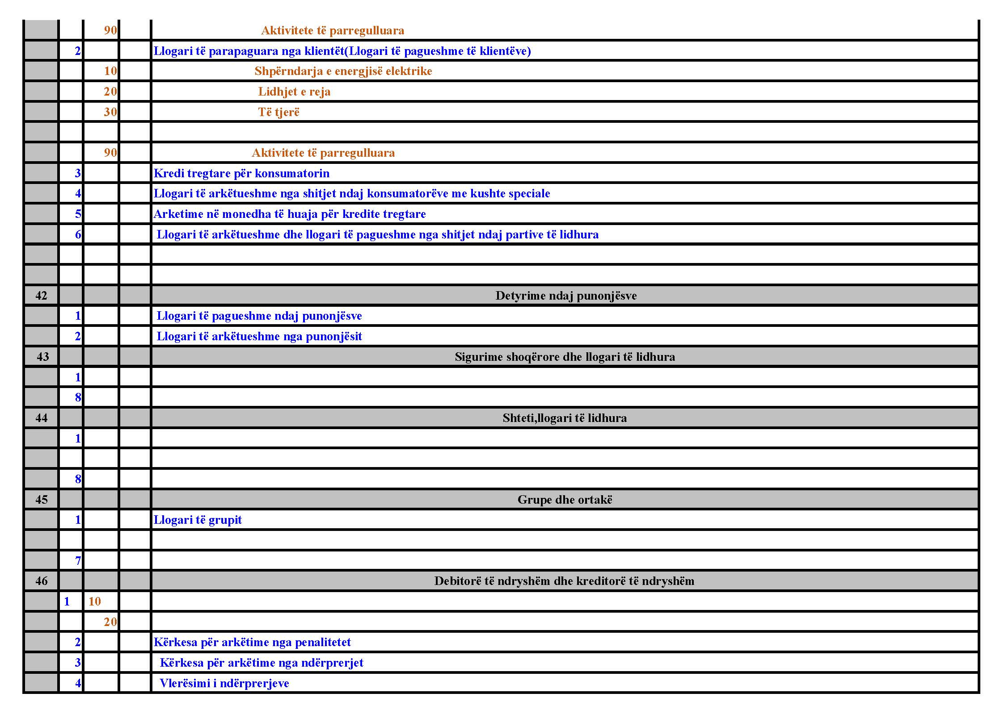 90 Aktivitete të parregulluara
2 Llogari të parapaguara nga klientët(Llogari të pagueshme të klientëve)
10 Shpërndarja e energjisë elektrike
20 Lidhjet e reja
30 Të tjerë
90 Aktivitete të parregulluara
3 Kredi tregtare për konsumatorin
4 Llogari të arkëtueshme nga shitjet ndaj konsumatorëve me kushte speciale
5 Arketime në monedha të huaja për kredite tregtare
6 Llogari të arkëtueshme dhe llogari të pagueshme nga shitjet ndaj partive të lidhura
42 Detyrime ndaj punonjësve
1 Llogari të pagueshme ndaj punonjësve
2 Llogari të arkëtueshme nga punonjësit
43 Sigurime shoqërore dhe llogari të lidhura
1
8
44 Shteti,llogari të lidhura
1
8
45 Grupe dhe ortakë
1 Llogari të grupit
7
46 Debitorë të ndryshëm dhe kreditorë të ndryshëm
1 10
20
2 Kërkesa për arkëtime nga penalitetet
3 Kërkesa për arkëtime nga ndërprerjet
4 Vlerësimi i ndërprerjeve